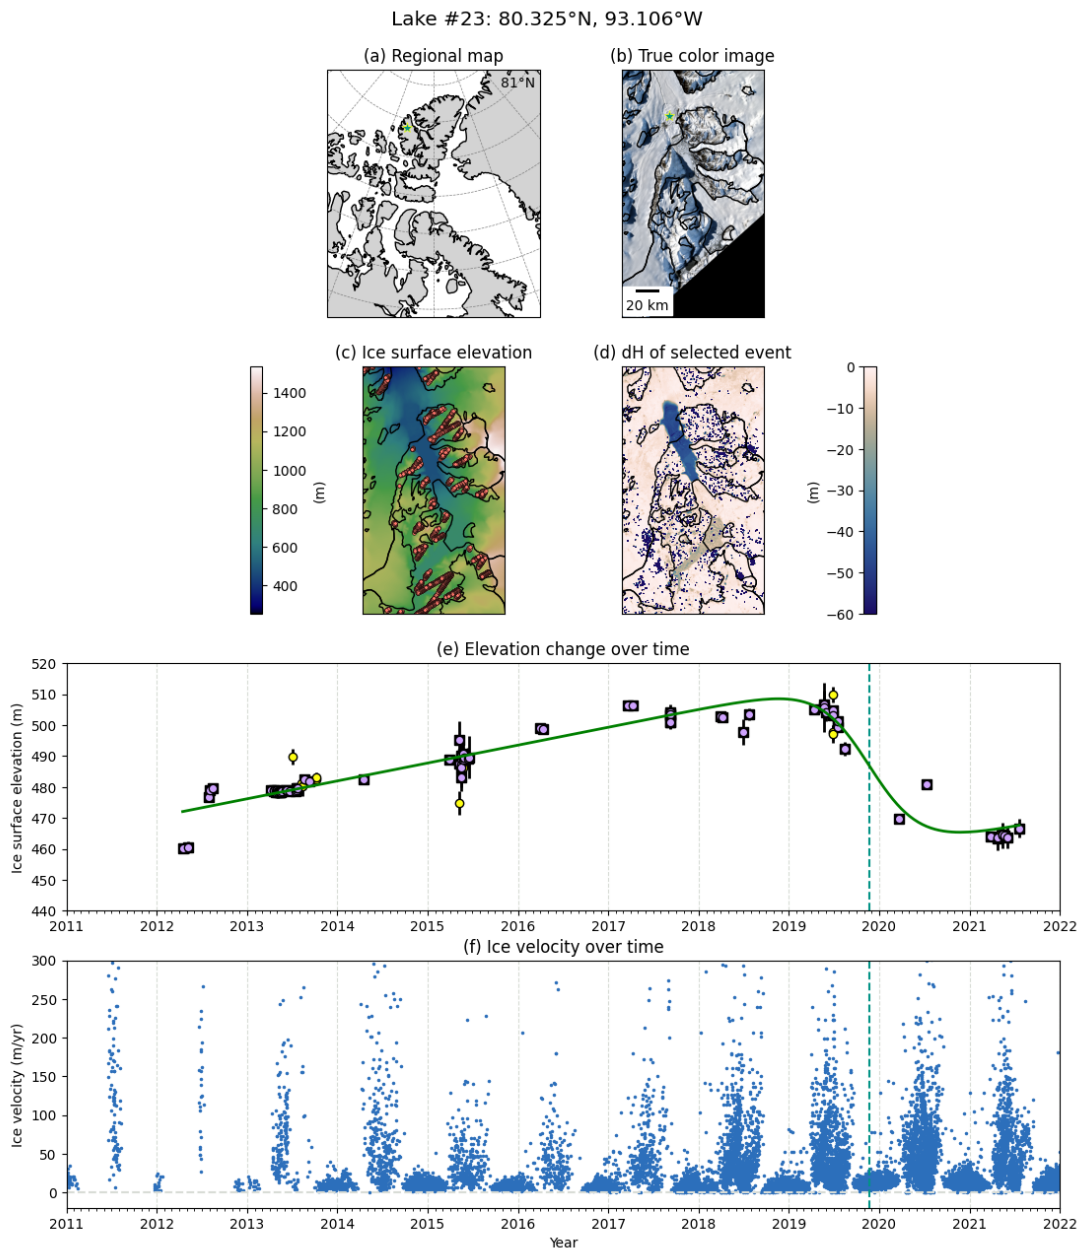 Lake #23: 80.325°N, 93.106°W
(a) Regional map
81°N
(b) True color image
20 km
(c) Ice surface elevation
1400
1200
1000
800
600
400
(m)
(d) dH of selected event
0
−10
−20
−30
−40
−50
−60
(m)
(e) Elevation change over time
520
510
500
490
480
470
460
450
440
Ice surface elevation (m)
2011 2012 2013 2014 2015 2016 2017 2018 2019 2020 2021 2022
(f) Ice velocity over time
300
250
200
150
100
50
0
Ice velocity (m/yr)
2011 2012 2013 2014 2015 2016 2017 2018 2019 2020 2021 2022
Year